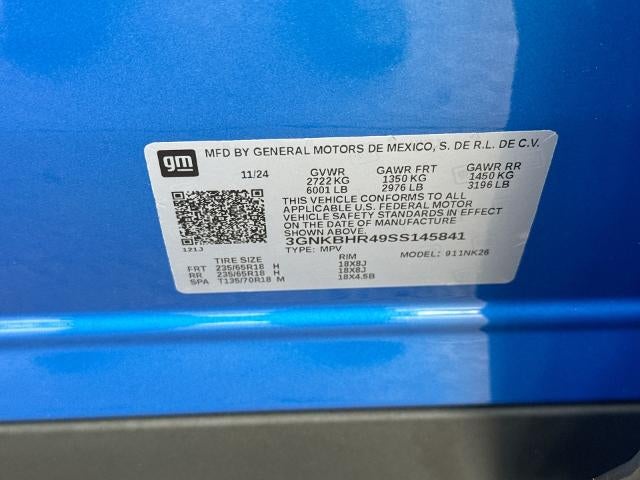 gm MFD BY GENERAL MOTORS DE MEXICO, S. DE R.L. DE C.V.
11/24 GVWR GAWR FRT GAWR RR
2722 KG 1350 KG 1450 KG
6001 LB 2976 LB 3196 LB
THIS VEHICLE CONFORMS TO ALL
APPLICABLE U.S. FEDERAL MOTOR
VEHICLE SAFETY STANDARDS IN EFFECT
ON THE DATE OF MANUFACTURE
SHOWN ABOVE.
3GNKBHR49SS145841
121J TYPE: MPV MODEL: 911NK26
TIRE SIZE RIM
FRT 235/65R18 H 18X8J
RR 235/65R18 H 18X8J
SPA T135/70R18 M 18X4.5B